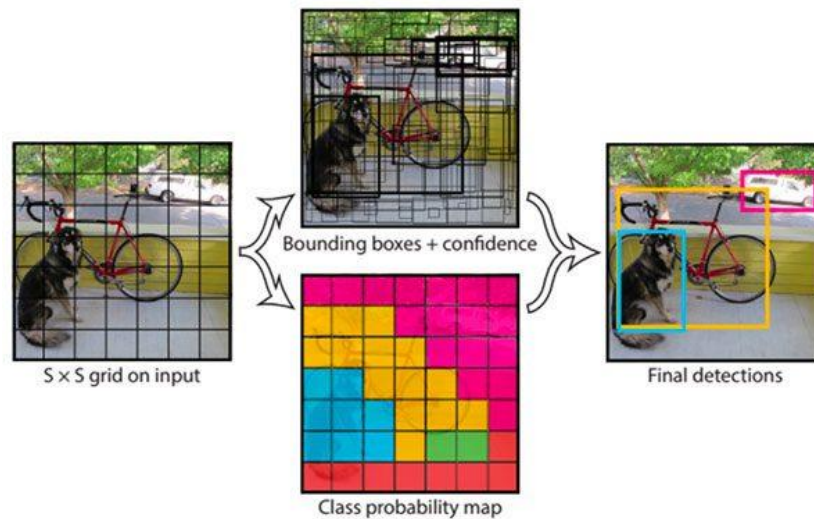 S × S grid on input
Bounding boxes + confidence
Class probability map
Final detections